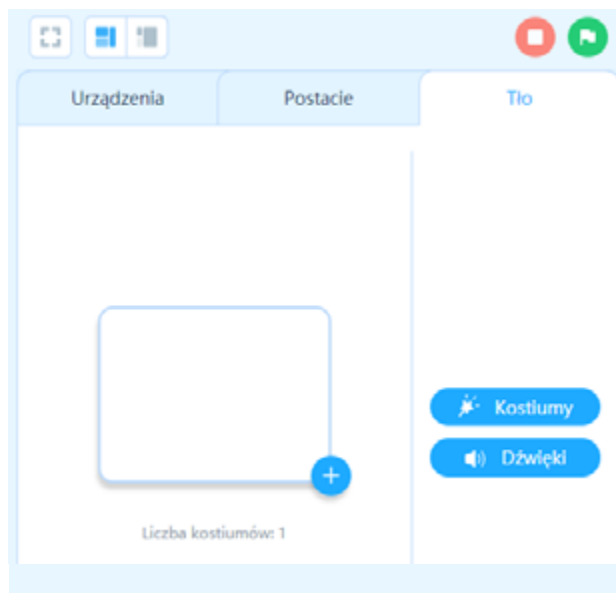 Urządzenia
Postacie
Tło
Kostiumy
Dźwięki
Liczba kostiumów: 1